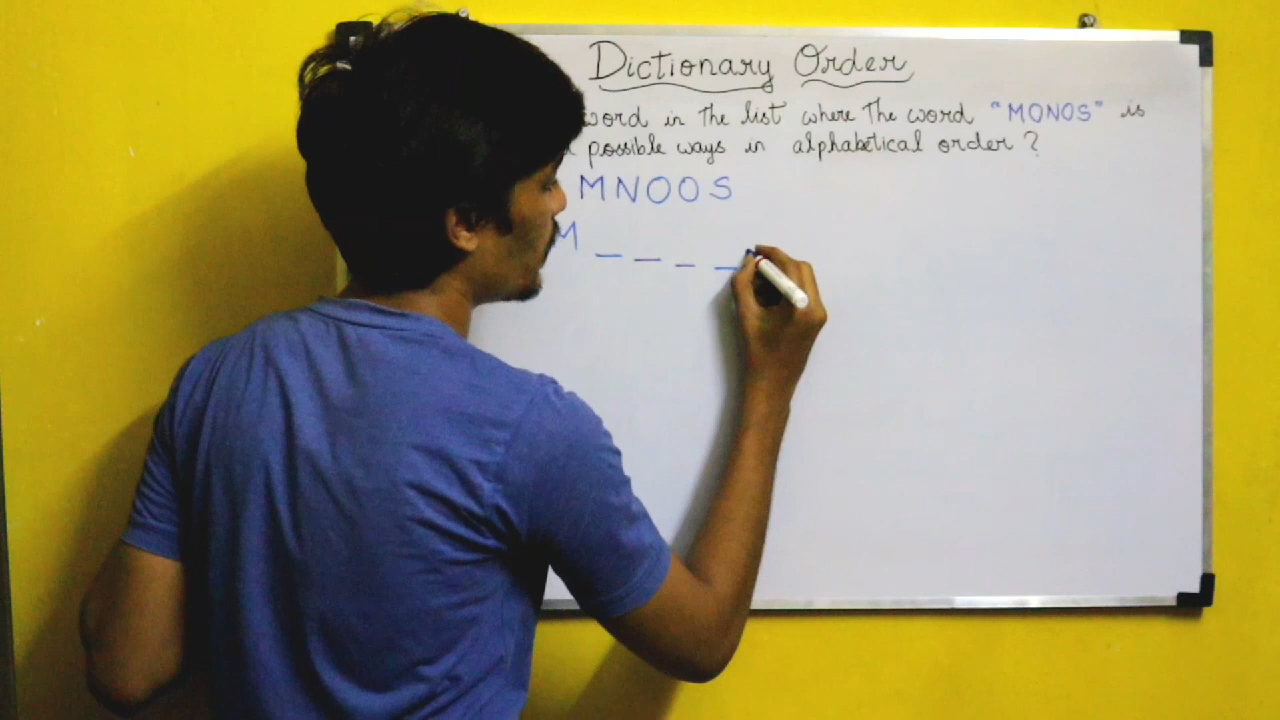 Dictionary Order
word in the list where the word "MONOS" is
possible ways in alphabetical order ?
MNOOS
M _ _ _ _